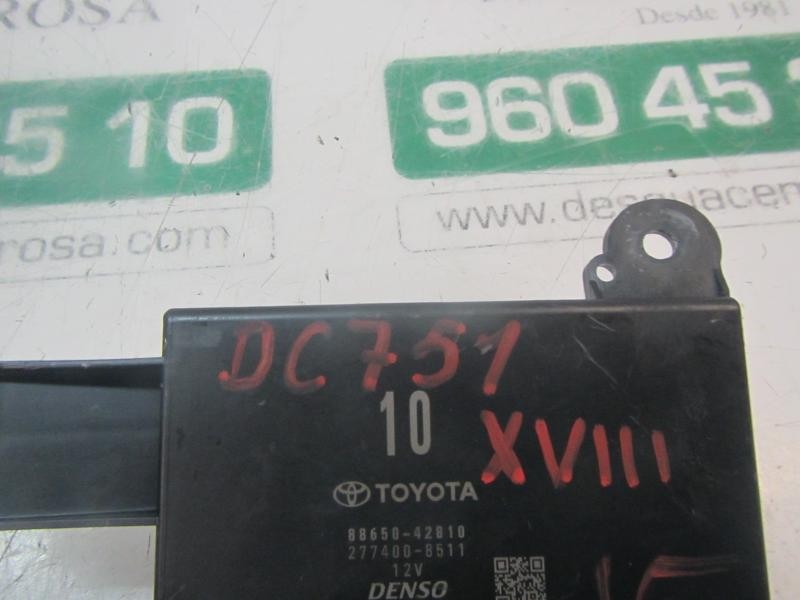 ROSA
Desde 1981
5 10
960 45
rosa.com
www.desguacen
DC751
10
XVIII
TOYOTA
88650-42810
277400-8511
12V
DENSO